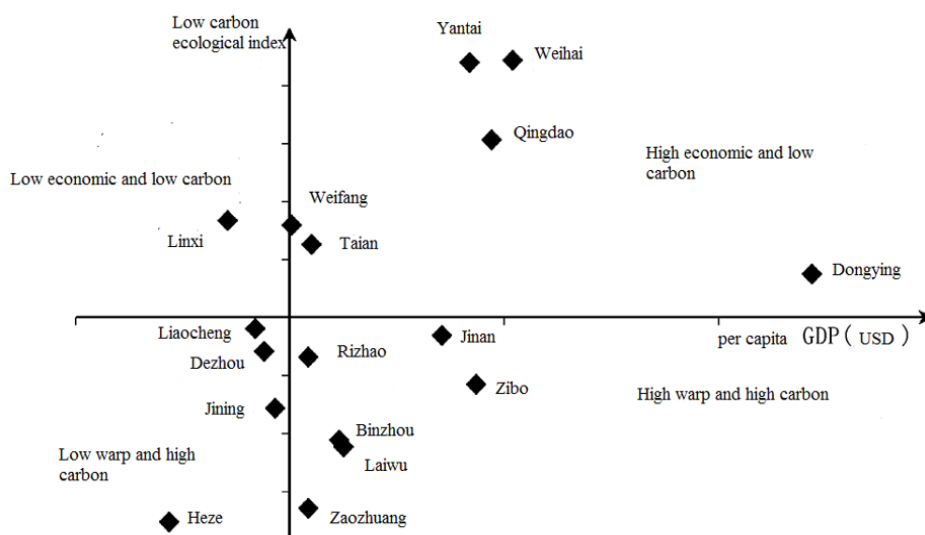 Low carbon
ecological index
Yantai
Weihai
Qingdao
High economic and low
carbon
Low economic and low carbon
Weifang
Linxi
Taian
Dongying
Liaocheng
Jinan
per capita GDP( USD )
Dezhou
Rizhao
Zibo
High warp and high carbon
Jining
Binzhou
Low warp and high
carbon
Laiwu
Heze
Zaozhuang